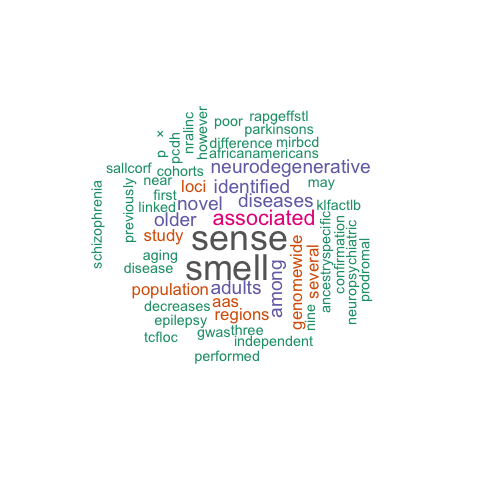 poor
rapgeffstl
parkinsons
nralinc
however
×
p
pcdh
difference
mirbcd
africanamericans
sallcorf
cohorts
neurodegenerative
near
loci
identified
may
schizophrenia
previously
first
novel
diseases
klfactlb
linked
older
associated
study
sense
ancestryspecific
confirmation
neuropsychiatric
prodromal
aging
disease
smell
among
genomewide
several
population
adults
aas
decreases
regions
nine
epilepsy
gwas
three
tcfloc
independent
performed